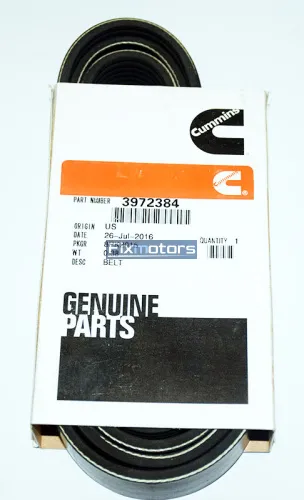 Cummins
PART NUMBER 3972384
ORIGIN US
DATE 26-Jul-2016
PKGR
QUANTITY 1
Fixmotors
WT
DESC BELT
GENUINE
PARTS